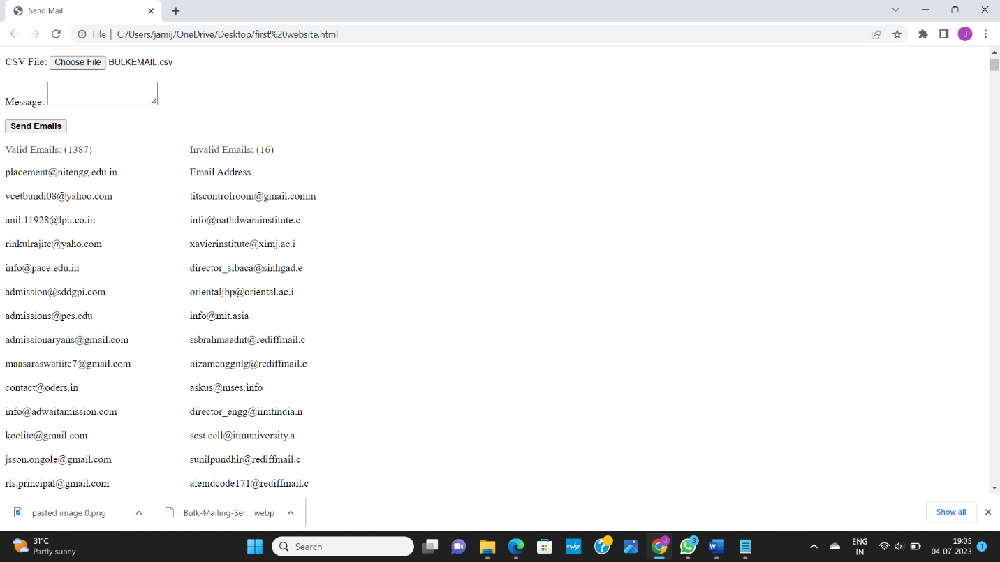 Send Mail
File | C:/Users/jamij/OneDrive/Desktop/first%20website.html
J
CSV File: Choose File BULKEMAIL.csv
Message:
Send Emails
Valid Emails: (1387) Invalid Emails: (16)
placement@nitengg.edu.in Email Address
vcetbundi08@yahoo.com titscontrolroom@gmail.comm
anil.11928@lpu.co.in info@nathdwarainstitute.c
rinkulrajitc@yaho.com xavierinstitute@ximj.ac.i
info@pace.edu.in director_sibaca@sinhgad.e
admission@sddgpi.com orientaljbp@oriental.ac.i
admissions@pes.edu info@mit.asia
admissionaryans@gmail.com ssbrahmaednt@rediffmail.c
maasaraswatiitc7@gmail.com nizamenggnlg@rediffmail.c
contact@oders.in askus@mses.info
info@adwaitamission.com director_engg@iimtindia.n
koelitc@gmail.com scst.cell@itmuniversity.a
jsson.ongole@gmail.com sunilpundhir@rediffmail.c
rls.principal@gmail.com aiemdcode171@rediffmail.c
pasted image 0.png Bulk-Mailing-Ser....webp Show all
31°C
Partly sunny
Search
myhp
J
3
W
ENG
IN
19:05
04-07-2023
1